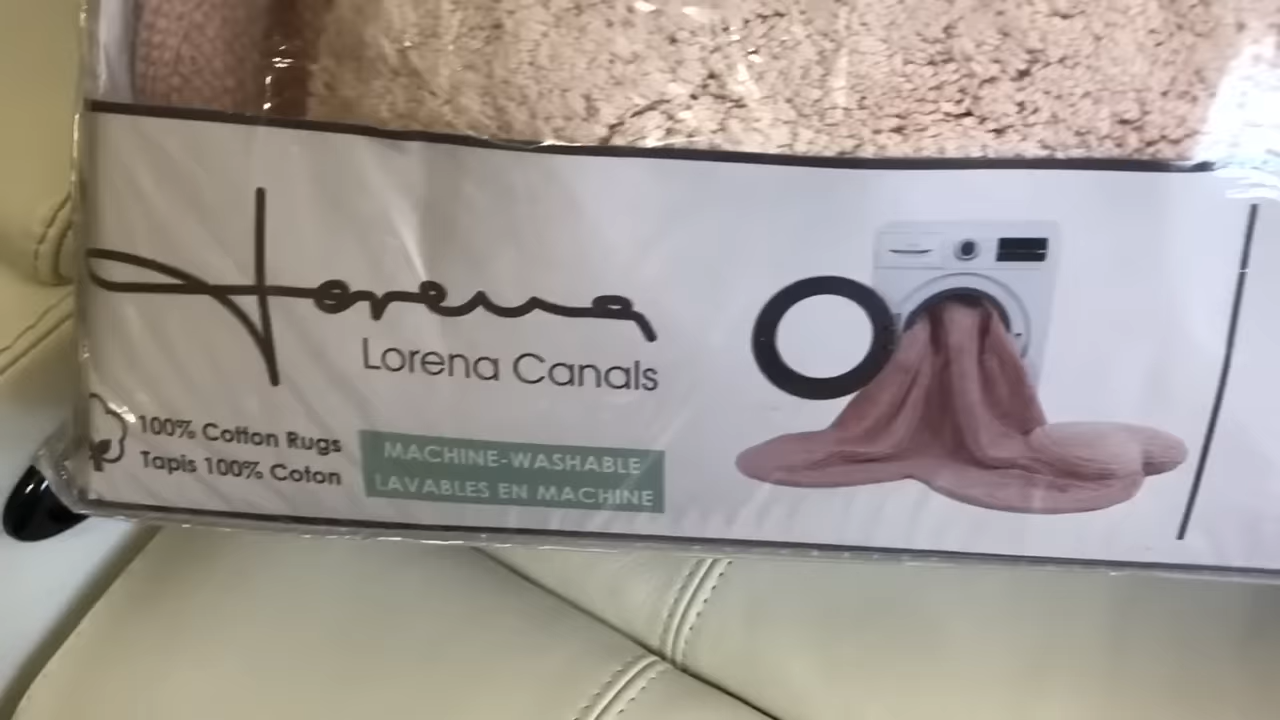 Lorena
Lorena Canals
100% Cotton Rugs
Tapis 100% Coton
MACHINE-WASHABLE
LAVABLES EN MACHINE